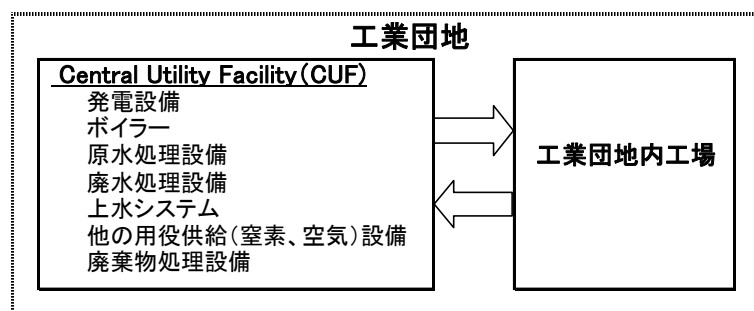 工業団地
Central Utility Facility（CUF）
発電設備
ボイラー
原水処理設備
廃水処理設備
上水システム
他の用役供給（窒素、空気）設備
廃棄物処理設備
工業団地内工場